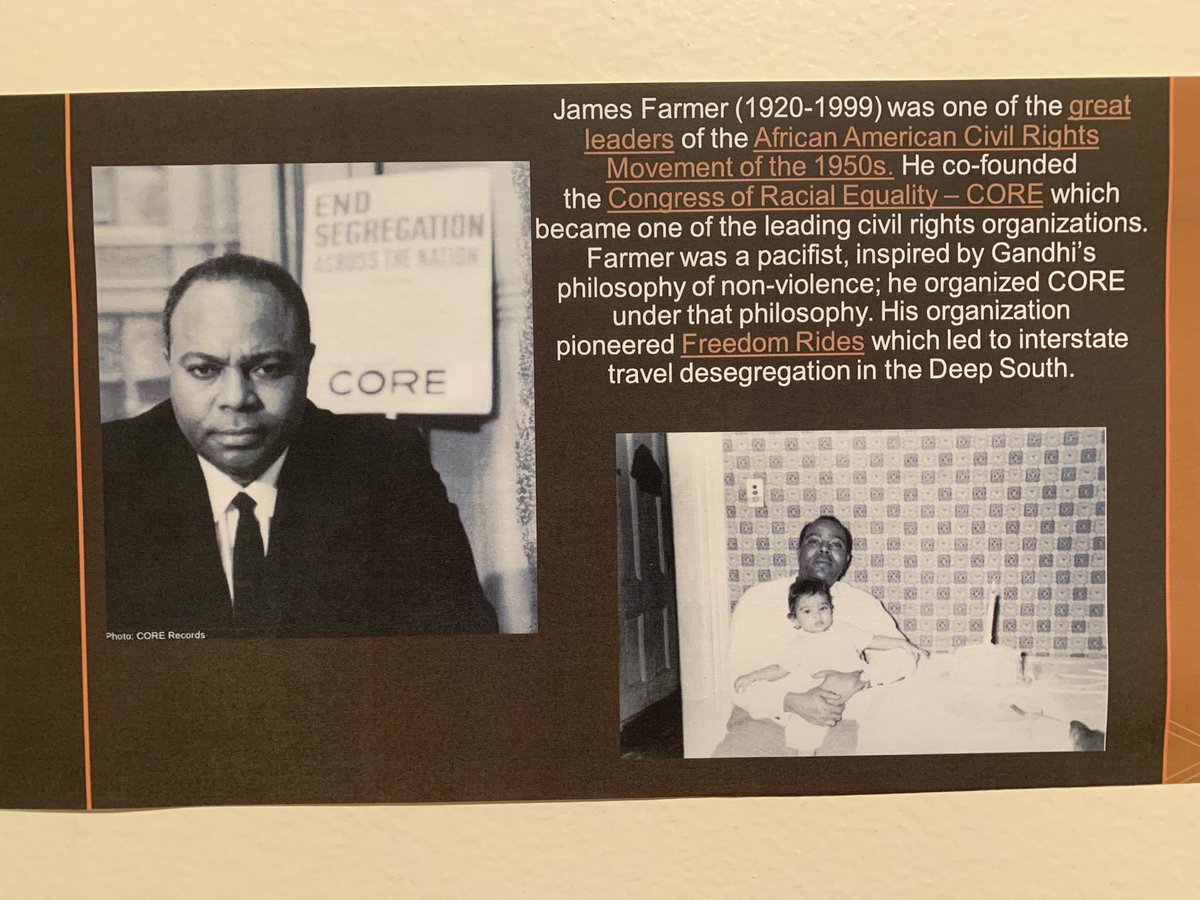 James Farmer (1920-1999) was one of the great
leaders of the African American Civil Rights
Movement of the 1950s. He co-founded
the Congress of Racial Equality – CORE which
became one of the leading civil rights organizations.
Farmer was a pacifist, inspired by Gandhi's
philosophy of non-violence; he organized CORE
under that philosophy. His organization
pioneered Freedom Rides which led to interstate
travel desegregation in the Deep South.
END
SEGREGATION
ACROSS THE NATION
CORE
Photo: CORE Records